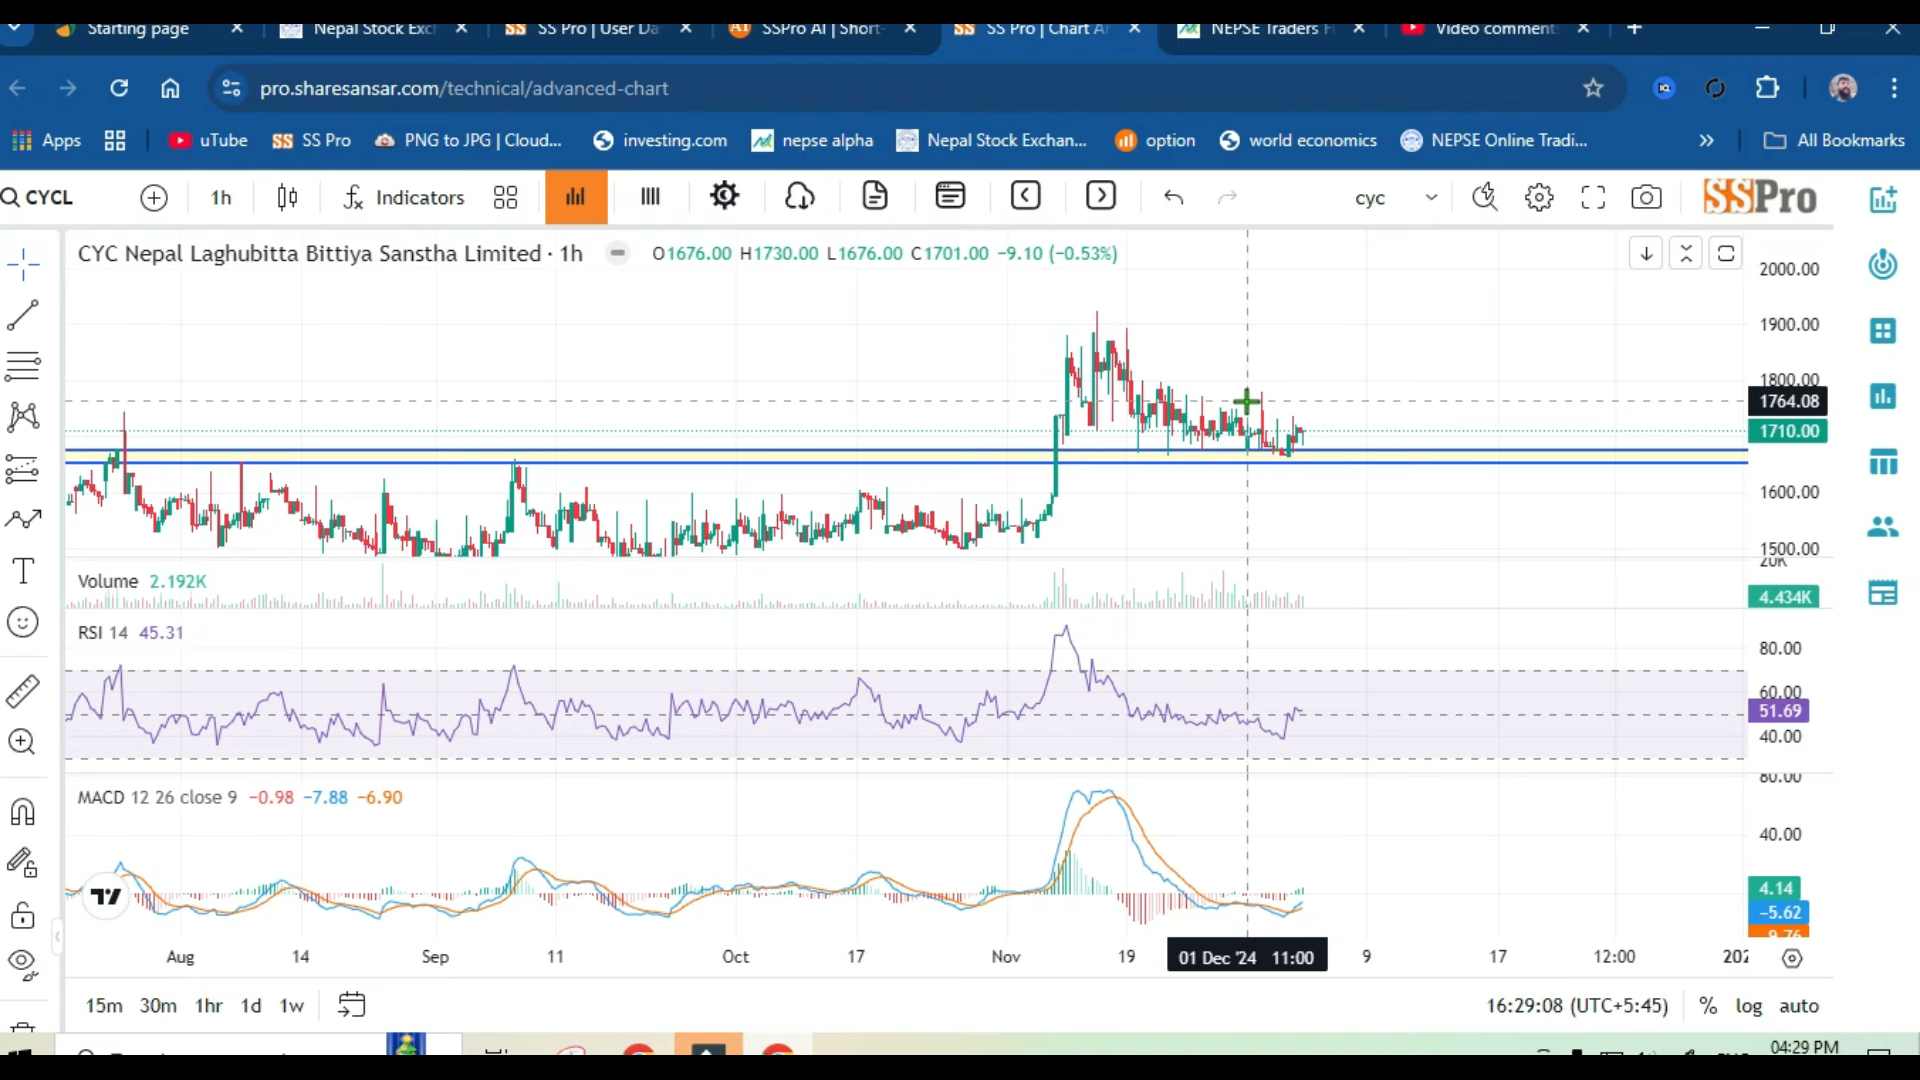 Starting page
Nepal Stock Exc
SS SS Pro | User Da
SSPro AI | Short-
SS SS Pro | Chart A
NEPSE Traders H
Video comment
pro.sharesansar.com/technical/advanced-chart
Apps
uTube
SS SS Pro
PNG to JPG | Cloud...
investing.com
nepse alpha
Nepal Stock Exchan...
option
world economics
NEPSE Online Tradi...
All Bookmarks
CYCL
1h
Indicators
cyc
SSPro
CYC Nepal Laghubitta Bittiya Sanstha Limited · 1h
O1676.00 H1730.00 L1676.00 C1701.00 −9.10 (−0.53%)
2000.00
1900.00
1800.00
1764.08
1710.00
1600.00
1500.00
20K
Volume 2.192K
4.434K
RSI 14 45.31
80.00
60.00
51.69
40.00
MACD 12 26 close 9 −0.98 −7.88 −6.90
80.00
40.00
4.14
−5.62
Aug 14 Sep 11 Oct 17 Nov 19 01 Dec '24 11:00 9 17 12:00 202
15m 30m 1hr 1d 1w
16:29:08 (UTC+5:45) % log auto
04:29 PM